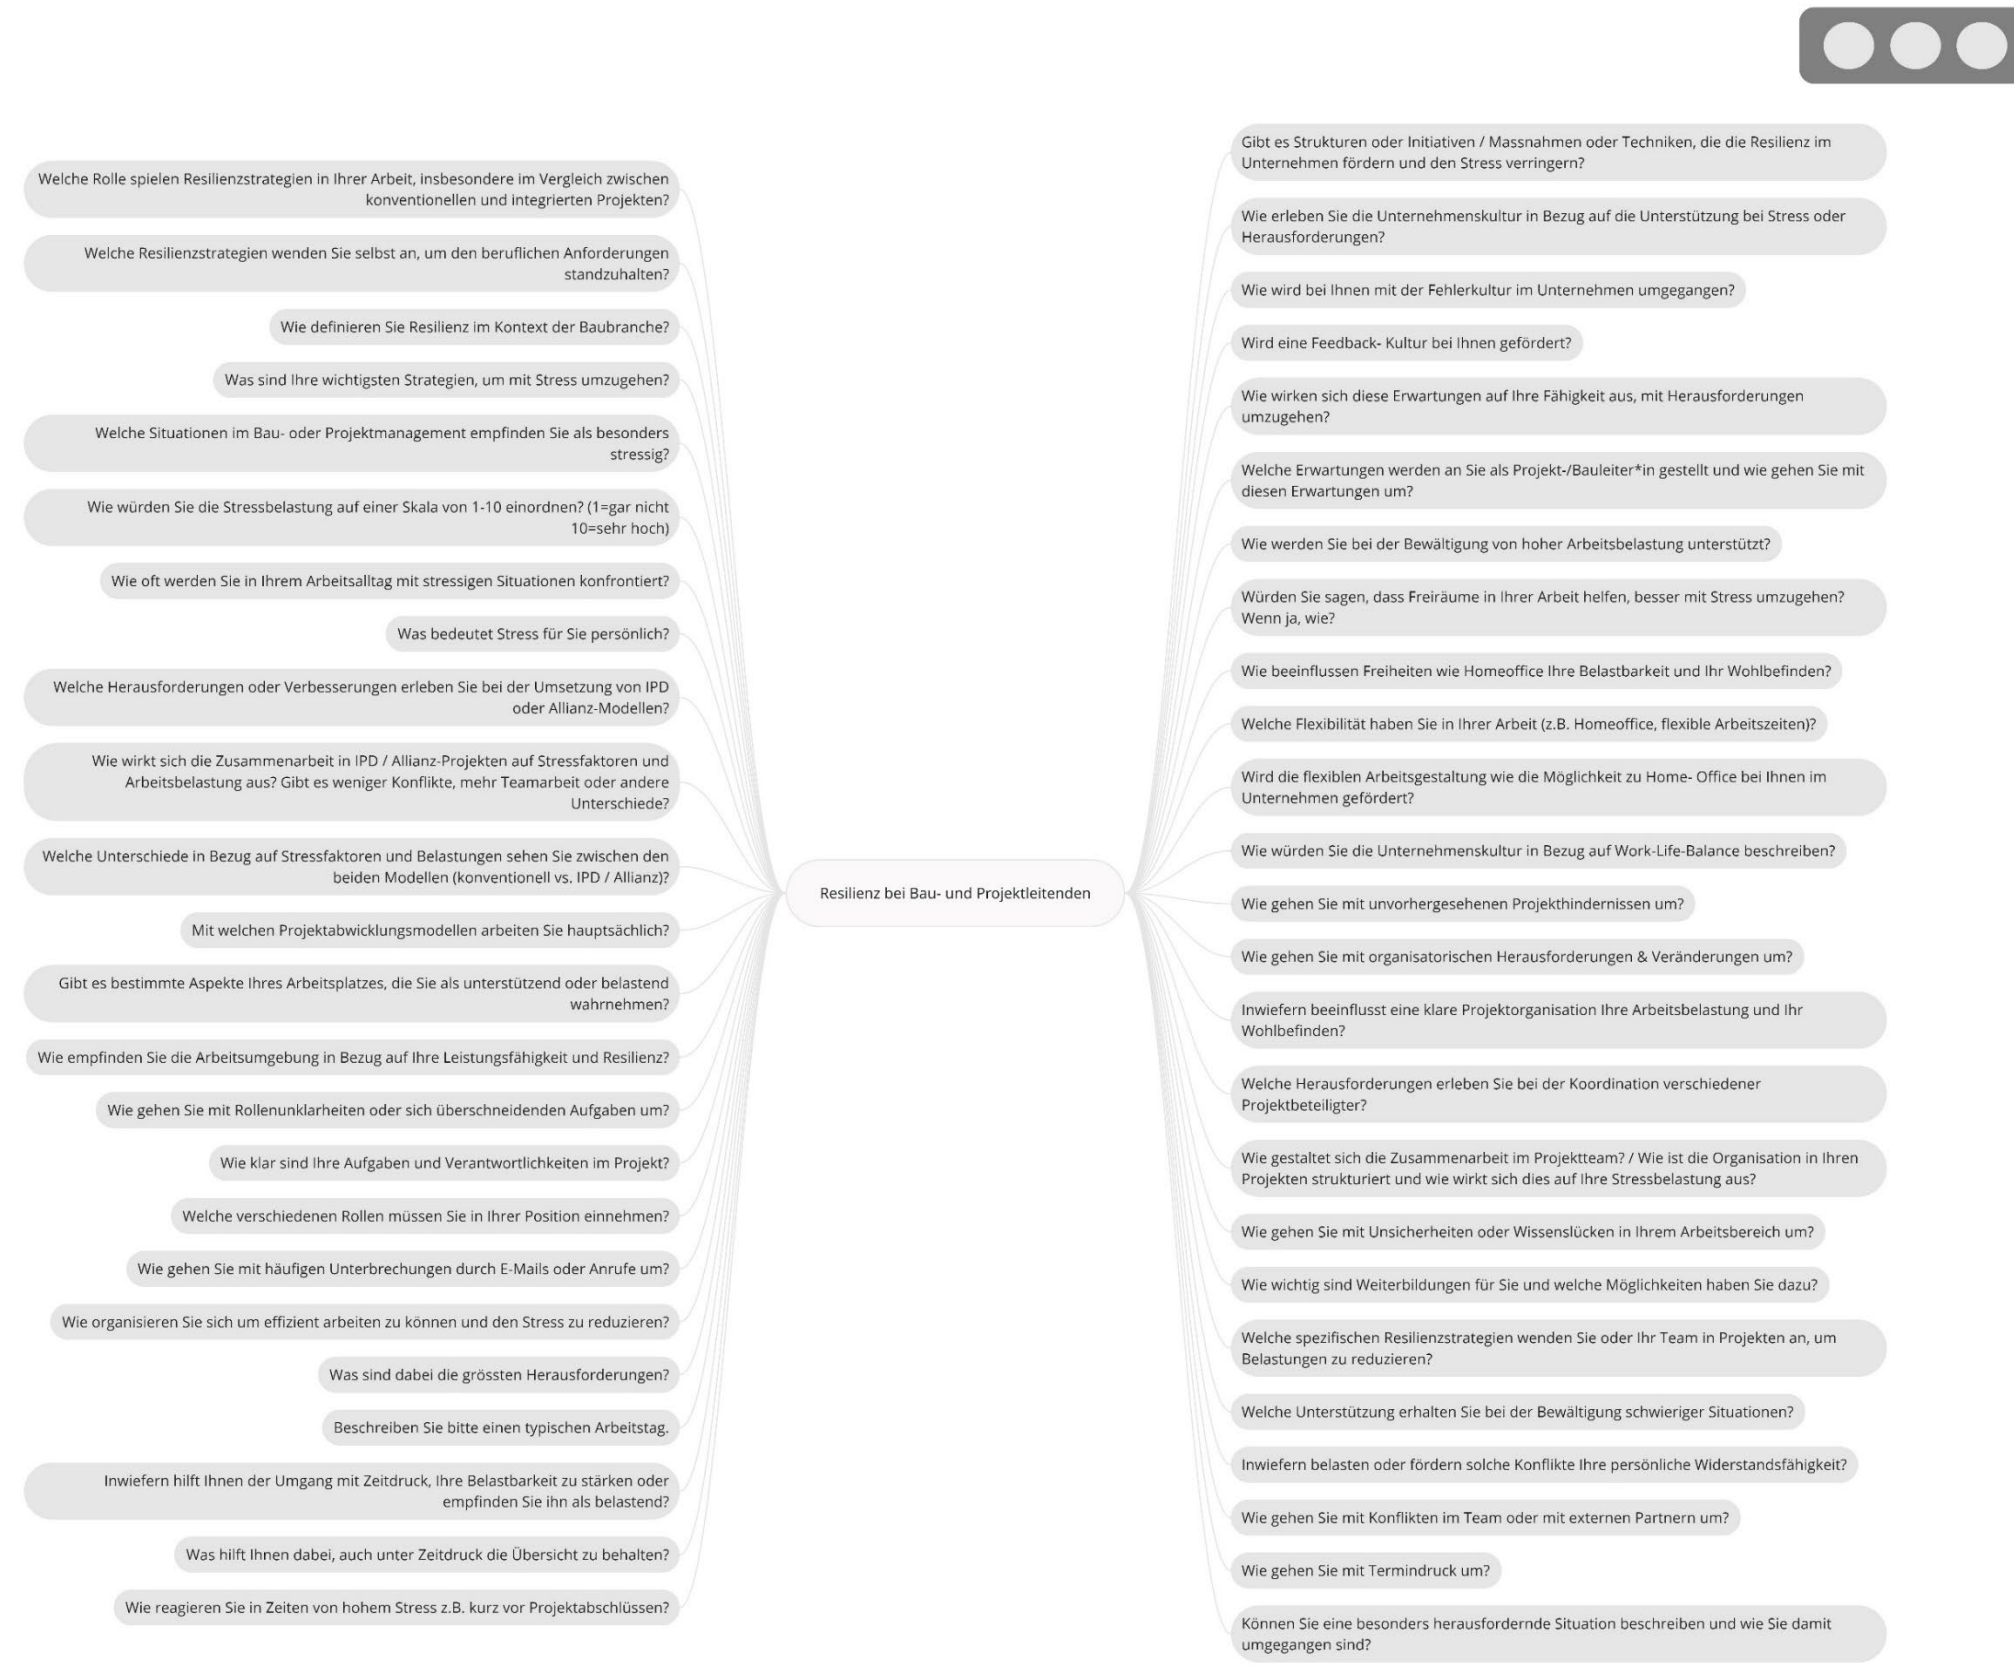 Welche Rolle spielen Resilienzstrategien in Ihrer Arbeit, insbesondere im Vergleich zwischen
konventionellen und integrierten Projekten?
Welche Resilienzstrategien wenden Sie selbst an, um den beruflichen Anforderungen
standzuhalten?
Wie definieren Sie Resilienz im Kontext der Baubranche?
Was sind Ihre wichtigsten Strategien, um mit Stress umzugehen?
Welche Situationen im Bau- oder Projektmanagement empfinden Sie als besonders
stressig?
Wie würden Sie die Stressbelastung auf einer Skala von 1-10 einordnen? (1=gar nicht
10=sehr hoch)
Wie oft werden Sie in Ihrem Arbeitsalltag mit stressigen Situationen konfrontiert?
Was bedeutet Stress für Sie persönlich?
Welche Herausforderungen oder Verbesserungen erleben Sie bei der Umsetzung von IPD
oder Allianz-Modellen?
Wie wirkt sich die Zusammenarbeit in IPD / Allianz-Projekten auf Stressfaktoren und
Arbeitsbelastung aus? Gibt es weniger Konflikte, mehr Teamarbeit oder andere
Unterschiede?
Welche Unterschiede in Bezug auf Stressfaktoren und Belastungen sehen Sie zwischen den
beiden Modellen (konventionell vs. IPD / Allianz)?
Mit welchen Projektabwicklungsmodellen arbeiten Sie hauptsächlich?
Gibt es bestimmte Aspekte Ihres Arbeitsplatzes, die Sie als unterstützend oder belastend
wahrnehmen?
Wie empfinden Sie die Arbeitsumgebung in Bezug auf Ihre Leistungsfähigkeit und Resilienz?
Wie gehen Sie mit Rollenunklarheiten oder sich überschneidenden Aufgaben um?
Wie klar sind Ihre Aufgaben und Verantwortlichkeiten im Projekt?
Welche verschiedenen Rollen müssen Sie in Ihrer Position einnehmen?
Wie gehen Sie mit häufigen Unterbrechungen durch E-Mails oder Anrufe um?
Wie organisieren Sie sich um effizient arbeiten zu können und den Stress zu reduzieren?
Was sind dabei die grössten Herausforderungen?
Beschreiben Sie bitte einen typischen Arbeitstag.
Inwiefern hilft Ihnen der Umgang mit Zeitdruck, Ihre Belastbarkeit zu stärken oder
empfinden Sie ihn als belastend?
Was hilft Ihnen dabei, auch unter Zeitdruck die Übersicht zu behalten?
Wie reagieren Sie in Zeiten von hohem Stress z.B. kurz vor Projektabschlüssen?
Resilienz bei Bau- und Projektleitenden
Gibt es Strukturen oder Initiativen / Massnahmen oder Techniken, die die Resilienz im
Unternehmen fördern und den Stress verringern?
Wie erleben Sie die Unternehmenskultur in Bezug auf die Unterstützung bei Stress oder
Herausforderungen?
Wie wird bei Ihnen mit der Fehlerkultur im Unternehmen umgegangen?
Wird eine Feedback- Kultur bei Ihnen gefördert?
Wie wirken sich diese Erwartungen auf Ihre Fähigkeit aus, mit Herausforderungen
umzugehen?
Welche Erwartungen werden an Sie als Projekt-/Bauleiter*in gestellt und wie gehen Sie mit
diesen Erwartungen um?
Wie werden Sie bei der Bewältigung von hoher Arbeitsbelastung unterstützt?
Würden Sie sagen, dass Freiräume in Ihrer Arbeit helfen, besser mit Stress umzugehen?
Wenn ja, wie?
Wie beeinflussen Freiheiten wie Homeoffice Ihre Belastbarkeit und Ihr Wohlbefinden?
Welche Flexibilität haben Sie in Ihrer Arbeit (z.B. Homeoffice, flexible Arbeitszeiten)?
Wird die flexiblen Arbeitsgestaltung wie die Möglichkeit zu Home- Office bei Ihnen im
Unternehmen gefördert?
Wie würden Sie die Unternehmenskultur in Bezug auf Work-Life-Balance beschreiben?
Wie gehen Sie mit unvorhergesehenen Projekthindernissen um?
Wie gehen Sie mit organisatorischen Herausforderungen & Veränderungen um?
Inwiefern beeinflusst eine klare Projektorganisation Ihre Arbeitsbelastung und Ihr
Wohlbefinden?
Welche Herausforderungen erleben Sie bei der Koordination verschiedener
Projektbeteiligter?
Wie gestaltet sich die Zusammenarbeit im Projektteam? / Wie ist die Organisation in Ihren
Projekten strukturiert und wie wirkt sich dies auf Ihre Stressbelastung aus?
Wie gehen Sie mit Unsicherheiten oder Wissenslücken in Ihrem Arbeitsbereich um?
Wie wichtig sind Weiterbildungen für Sie und welche Möglichkeiten haben Sie dazu?
Welche spezifischen Resilienzstrategien wenden Sie oder Ihr Team in Projekten an, um
Belastungen zu reduzieren?
Welche Unterstützung erhalten Sie bei der Bewältigung schwieriger Situationen?
Inwiefern belasten oder fördern solche Konflikte Ihre persönliche Widerstandsfähigkeit?
Wie gehen Sie mit Konflikten im Team oder mit externen Partnern um?
Wie gehen Sie mit Termindruck um?
Können Sie eine besonders herausfordernde Situation beschreiben und wie Sie damit
umgegangen sind?